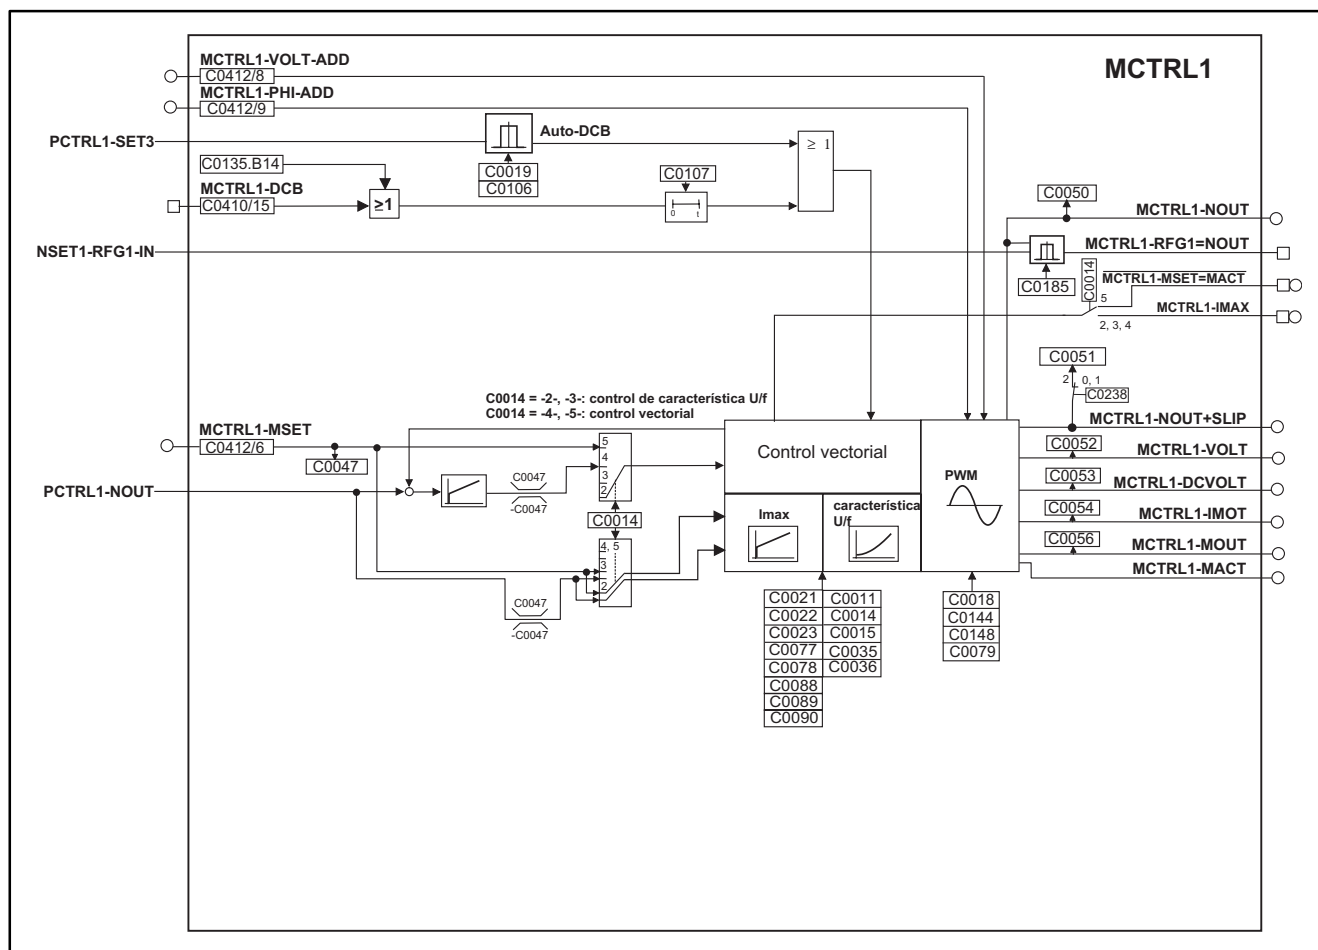 MCTRL1
MCTRL1-VOLT-ADD
C0412/8
MCTRL1-PHI-ADD
C0412/9
PCTRL1-SET3
Auto-DCB
C0019
C0106
≥ 1
C0135.B14
MCTRL1-DCB
C0410/15
≥1
C0107
0 t
C0050
MCTRL1-NOUT
NSET1-RFG1-IN
MCTRL1-RFG1=NOUT
C0185
C0014
MCTRL1-MSET=MACT
5
MCTRL1-IMAX
2, 3, 4
C0051
2 0, 1
C0238
MCTRL1-NOUT+SLIP
C0014 = -2-, -3-: control de característica U/f
C0014 = -4-, -5-: control vectorial
MCTRL1-MSET
C0412/6
C0047
PCTRL1-NOUT
C0047
-C0047
5
4
3
2
C0014
4, 5
3
2
C0047
-C0047
Control vectorial
Imax
característica
U/f
PWM
C0052
MCTRL1-VOLT
C0053
MCTRL1-DCVOLT
C0054
MCTRL1-IMOT
C0056
MCTRL1-MOUT
MCTRL1-MACT
C0021 C0011
C0022 C0014
C0023 C0015
C0077 C0035
C0078 C0036
C0088
C0089
C0090
C0018
C0144
C0148
C0079